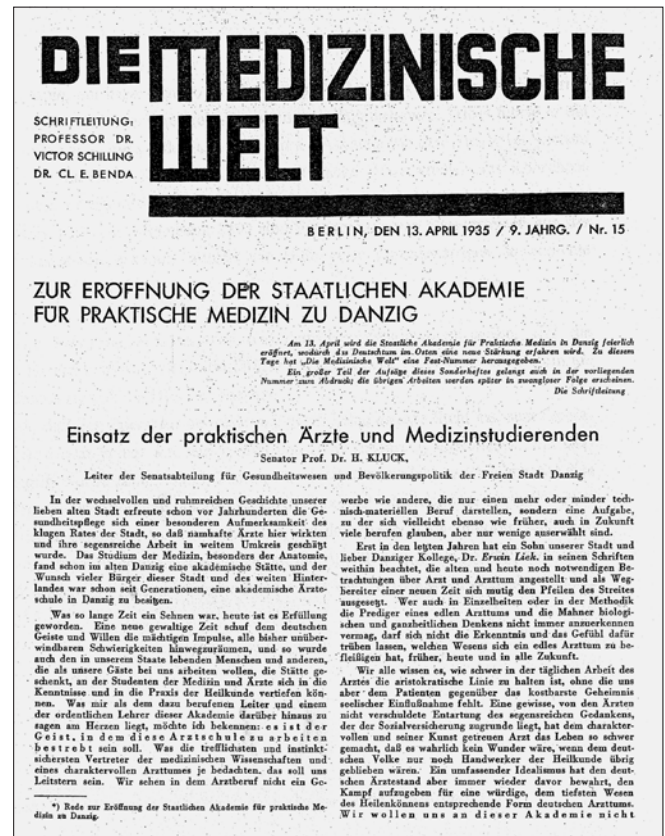 DIE MEDIZINISCHE
WELT
SCHRIFTLEITUNG:
PROFESSOR DR.
VICTOR SCHILLING
DR. CL. E. BENDA
BERLIN, DEN 13. APRIL 1935 / 9. JAHRG. / Nr. 15
ZUR ERÖFFNUNG DER STAATLICHEN AKADEMIE
FÜR PRAKTISCHE MEDIZIN ZU DANZIG
Am 13. April wird die Staatliche Akademie für Praktische Medizin in Danzig feierlich
eröffnet, wodurch das Deutschtum im Osten eine neue Stärkung erfahren wird. Zu diesem
Tage hat „Die Medizinische Welt" eine Fest-Nummer herausgegeben.
Ein großer Teil der Aufsätze dieses Sonderheftes gelangt auch in der vorliegenden
Nummer zum Abdruck; die übrigen Arbeiten werden später in zwangloser Folge erscheinen.
Die Schriftleitung
Einsatz der praktischen Ärzte und Medizinstudierenden
Senator Prof. Dr. H. KLUCK,
Leiter der Senatsabteilung für Gesundheitswesen und Bevölkerungspolitik der Freien Stadt Danzig
In der wechselvollen und ruhmreichen Geschichte unserer
lieben alten Stadt erfreute schon vor Jahrhunderten die Ge-
sundheitspflege sich einer besonderen Aufmerksamkeit des
klugen Rates der Stadt, so daß namhafte Ärzte hier wirkten
und ihre segensreiche Arbeit in weitem Umkreis geschätzt
wurde. Das Studium der Medizin, besonders der Anatomie,
fand schon im alten Danzig eine akademische Stätte, und der
Wunsch vieler Bürger dieser Stadt und des weiten Hinter-
landes war schon seit Generationen, eine akademische Ärzte-
schule in Danzig zu besitzen.
Was so lange Zeit ein Sehnen war, heute ist es Erfüllung
geworden. Eine neue gewaltige Zeit schuf dem deutschen
Geiste und Willen die mächtigen Impulse, alle bisher unüber-
windbaren Schwierigkeiten hinwegzuräumen, und so wurde
auch den in unserem Staate lebenden Menschen und anderen,
die als unsere Gäste bei uns arbeiten wollen, die Stätte ge-
schenkt, an der Studenten der Medizin und Ärzte sich in die
Kenntnisse und in die Praxis der Heilkunde vertiefen kön-
nen. Was mir als dem dazu berufenen Leiter und einem
der ordentlichen Lehrer dieser Akademie darüber hinaus zu
sagen am Herzen liegt, möchte ich bekennen: es ist der
Geist, in dem diese Arztschule zu arbeiten
bestrebt sein soll. Was die trefflichsten und instinkt-
sichersten Vertreter der medizinischen Wissenschaften und
eines charaktervollen Arzttumes je bedachten, das soll uns
Leitstern sein. Wir sehen in dem Arztberuf nicht ein Ge-
*) Rede zur Eröffnung der Staatlichen Akademie für praktische Me-
dizin zu Danzig.
werbe wie andere, die nur einen mehr oder minder tech-
nisch-materiellen Beruf darstellen, sondern eine Aufgabe,
zu der sich vielleicht ebenso wie früher, auch in Zukunft
viele berufen glauben, aber nur wenige auserwählt sind.
Erst in den letzten Jahren hat ein Sohn unserer Stadt und
lieber Danziger Kollege, Dr. Erwin Liek, in seinen Schriften
weithin beachtet, die alten und heute noch notwendigen Be-
trachtungen über Arzt und Arzttum angestellt und als Weg-
bereiter einer neuen Zeit sich mutig den Pfeilen des Streites
ausgesetzt. Wer auch in Einzelheiten oder in der Methodik
die Prediger eines edlen Arzttums und die Mahner biologi-
schen und ganzheitlichen Denkens nicht immer anzuerkennen
vermag, darf sich nicht die Erkenntnis und das Gefühl dafür
trüben lassen, welchen Wesens sich ein edles Arzttum zu be-
fleißigen hat, früher, heute und in alle Zukunft.
Wir alle wissen es, wie schwer in der täglichen Arbeit des
Arztes die aristokratische Linie zu halten ist, ohne die uns
aber dem Patienten gegenüber das kostbarste Geheimnis
seelischer Einflußnahme fehlt. Eine gewisse, von den Ärzten
nicht verschuldete Entartung des segensreichen Gedankens,
der der Sozialversicherung zugrunde liegt, hat dem charakter-
vollen und seiner Kunst getreuen Arzt das Leben so schwer
gemacht, daß es wahrlich kein Wunder wäre, wenn dem deut-
schen Volke nur noch Handwerker der Heilkunde übrig
geblieben wären. Ein umfassender Idealismus hat den deut-
schen Ärztestand aber immer wieder davor bewahrt, den
Kampf aufzugeben für eine würdige, dem tiefsten Wesen
des Heilenkönnens entsprechende Form deutschen Arzttums.
Wir wollen uns an dieser Akademie nicht